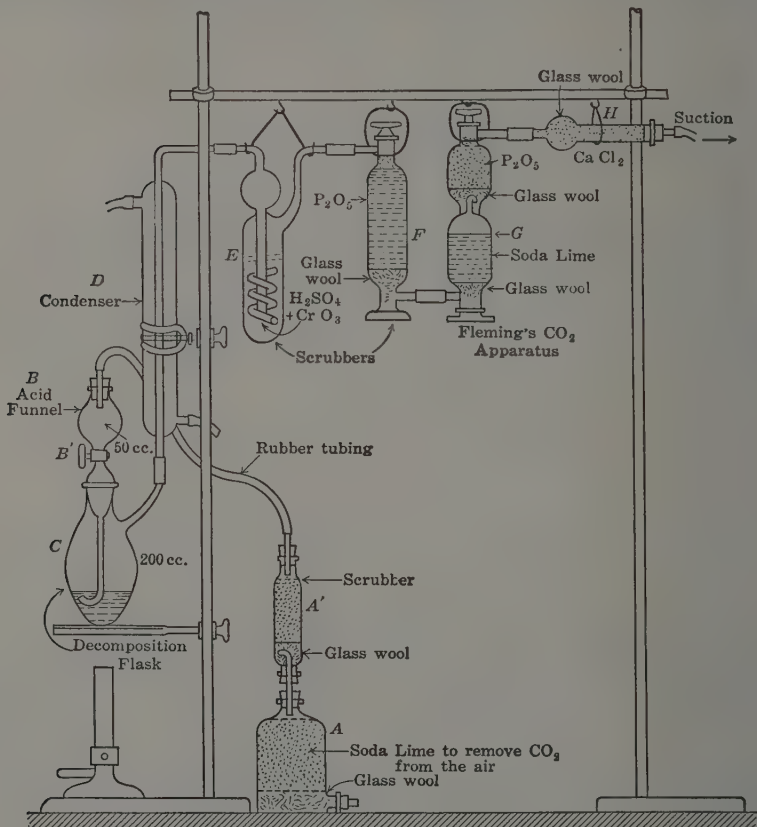 Glass wool
H
Suction
Ca Cl₂
P₂O₅
Glass wool
G
Soda Lime
Glass wool
Fleming's CO₂
Apparatus
P₂O₅
F
Glass
wool
E
H₂SO₄
+Cr O₃
Scrubbers
D
Condenser
B
Acid
Funnel
50 cc.
B'
C
200 cc.
Decomposition
Flask
Rubber tubing
Scrubber
A'
Glass wool
A
Soda Lime to remove CO₂
from the air
Glass wool